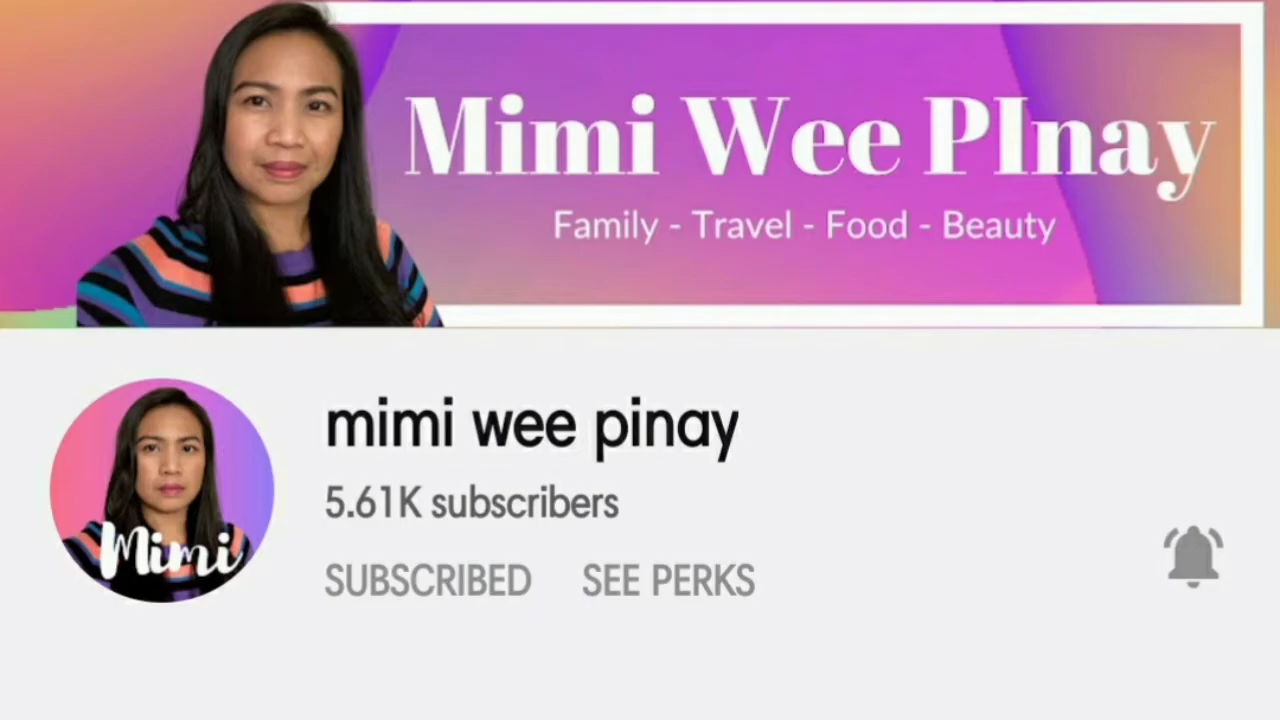 Mimi Wee PInay
Family - Travel - Food - Beauty
Mimi
mimi wee pinay
5.61K subscribers
SUBSCRIBED SEE PERKS